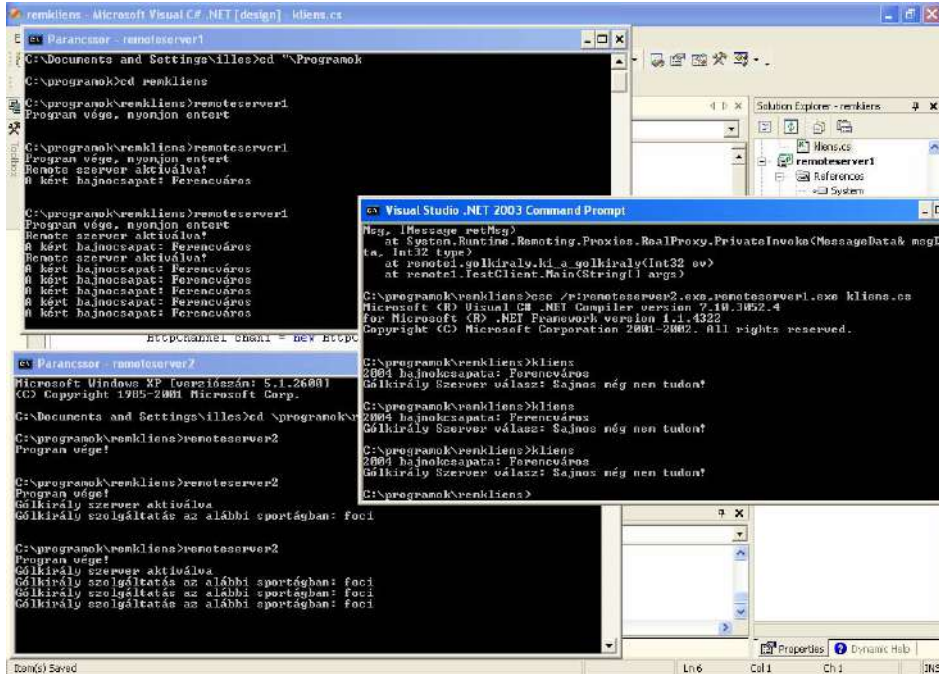 remkliens - Microsoft Visual C# .NET [design] - kliens.cs
Parancssor - remoteserver1
C:\Documents and Settings\illes>cd "\Programok
C:\programok>cd remkliens
C:\programok\remkliens>remoteserver1
Program vége, nyomjon entert
C:\programok\remkliens>remoteserver1
Program vége, nyomjon entert
Remote szerver aktiválva!
A kért bajnocsapat: Ferencváros
C:\programok\remkliens>remoteserver1
Program vége, nyomjon entert
Remote szerver aktiválva!
A kért bajnocsapat: Ferencváros
Remote szerver aktiválva!
A kért bajnocsapat: Ferencváros
A kért bajnocsapat: Ferencváros
A kért bajnocsapat: Ferencváros
A kért bajnocsapat: Ferencváros
A kért bajnocsapat: Ferencváros
Toolbox
HttpChannel chan1 = new HttpC
Solution Explorer - remkliens
kliens.cs
remoteserver1
References
System
Visual Studio .NET 2003 Command Prompt
Msg, IMessage retMsg)
at System.Runtime.Remoting.Proxies.RealProxy.PrivateInvoke(MessageData& msgD
ta, Int32 type)
at remote1.golkiraly.ki_a_golkiraly(Int32 ev)
at remote1.TestClient.Main(String[] args)
C:\programok\remkliens>csc /r:remoteserver2.exe,remoteserver1.exe kliens.cs
Microsoft (R) Visual C# .NET Compiler version 7.10.3052.4
for Microsoft (R) .NET Framework version 1.1.4322
Copyright (C) Microsoft Corporation 2001-2002. All rights reserved.
C:\programok\remkliens>kliens
2004 bajnokcsapata: Ferencváros
Gólkirály Szerver válasz: Sajnos még nem tudom!
C:\programok\remkliens>kliens
2004 bajnokcsapata: Ferencváros
Gólkirály Szerver válasz: Sajnos még nem tudom!
C:\programok\remkliens>kliens
2004 bajnokcsapata: Ferencváros
Gólkirály Szerver válasz: Sajnos még nem tudom!
C:\programok\remkliens>
Parancssor - remoteserver2
Microsoft Windows XP [verziószám: 5.1.2600]
(C) Copyright 1985-2001 Microsoft Corp.
C:\Documents and Settings\illes>cd \programok\r
C:\programok\remkliens>remoteserver2
Program vége!
C:\programok\remkliens>remoteserver2
Program vége!
Gólkirály szerver aktiválva
Gólkirály szolgáltatás az alábbi sportágban: foci
C:\programok\remkliens>remoteserver2
Program vége!
Gólkirály szerver aktiválva
Gólkirály szolgáltatás az alábbi sportágban: foci
Gólkirály szolgáltatás az alábbi sportágban: foci
Gólkirály szolgáltatás az alábbi sportágban: foci
Properties
Dynamic Help
Item(s) Saved
Ln 6
Col 1
Ch 1
INS